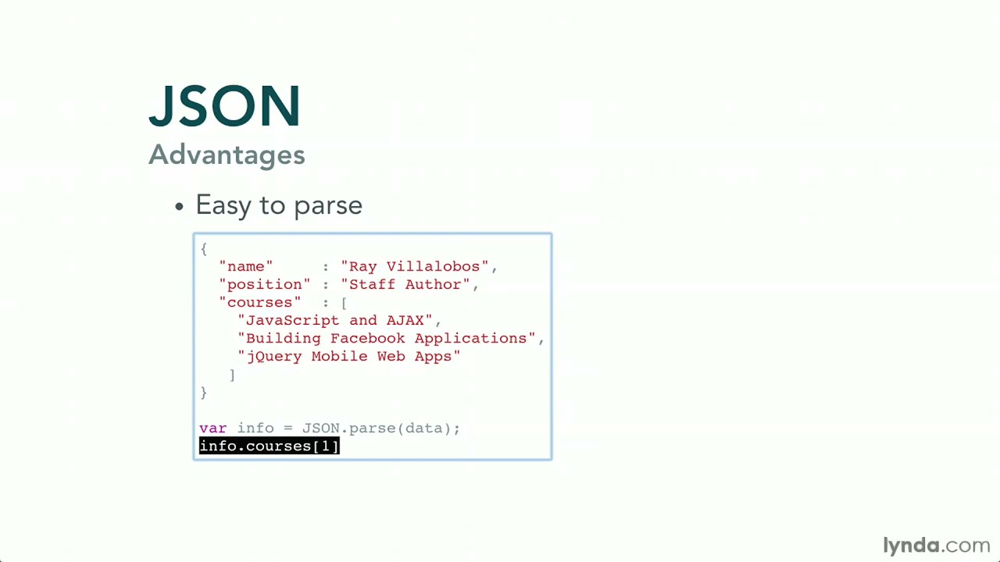 JSON
Advantages
• Easy to parse
{
  "name"     : "Ray Villalobos",
  "position" : "Staff Author",
  "courses"  : [
    "JavaScript and AJAX",
    "Building Facebook Applications",
    "jQuery Mobile Web Apps"
   ]
}
var info = JSON.parse(data);
info.courses[1]
lynda.com